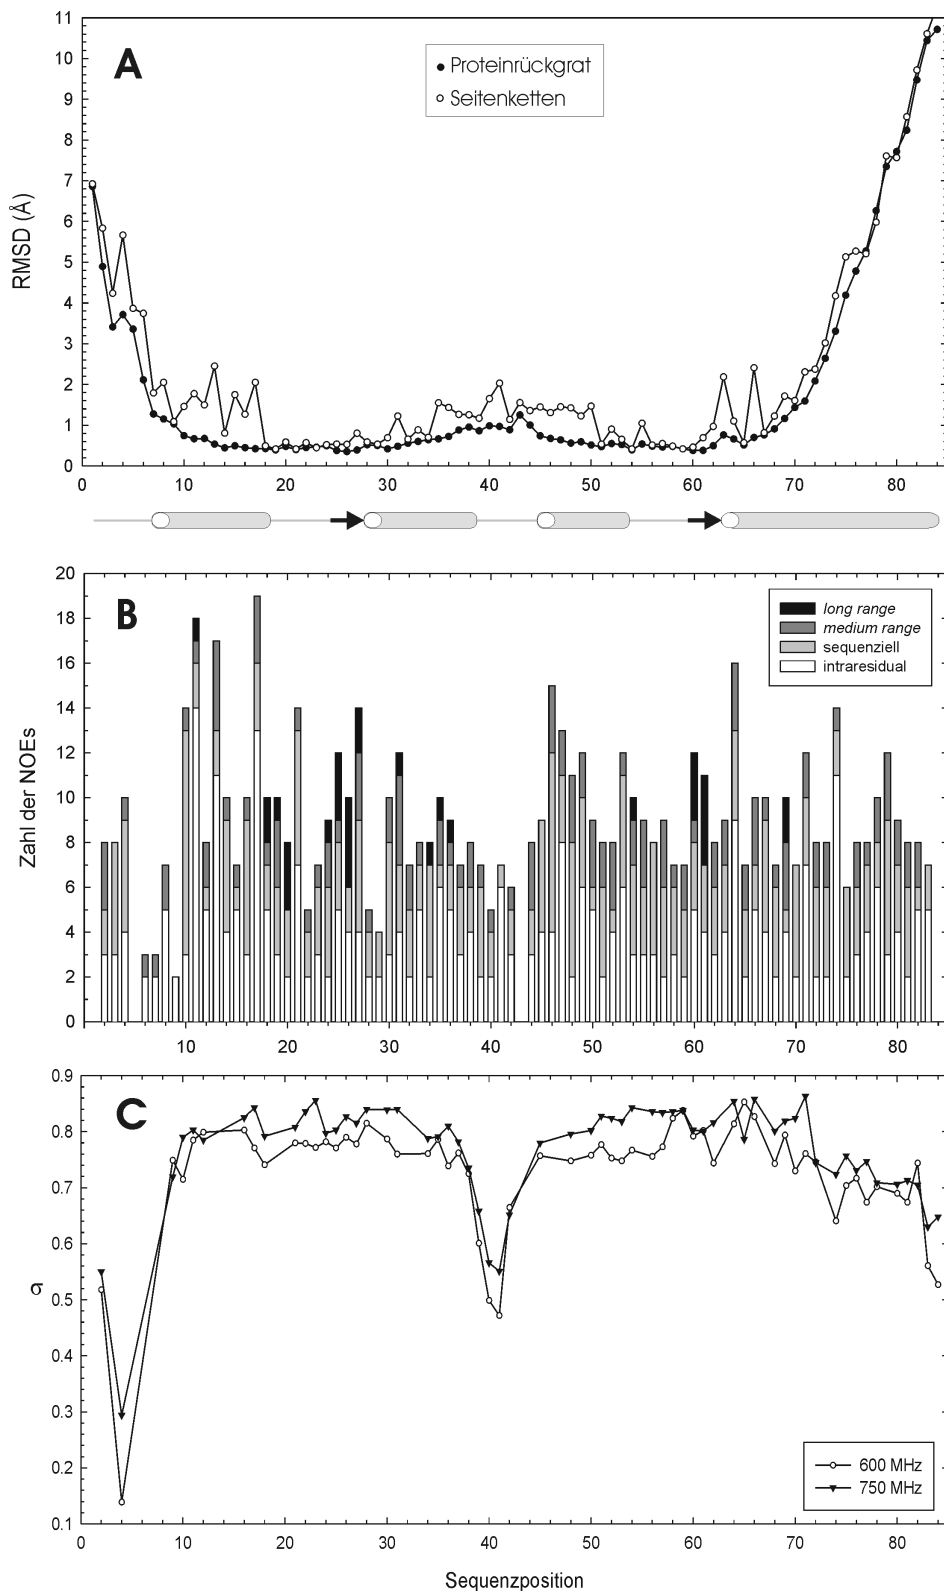 11
10
9
8
7
6
5
4
3
2
1
0
RMSD (Å)
A
Proteinrückgrat
Seitenketten
0 10 20 30 40 50 60 70 80
20
18
16
14
12
10
8
6
4
2
0
Zahl der NOEs
B
long range
medium range
sequenziell
intraresidual
10 20 30 40 50 60 70 80
0.9
0.8
0.7
0.6
0.5
0.4
0.3
0.2
0.1
σ
C
600 MHz
750 MHz
0 10 20 30 40 50 60 70 80
Sequenzposition